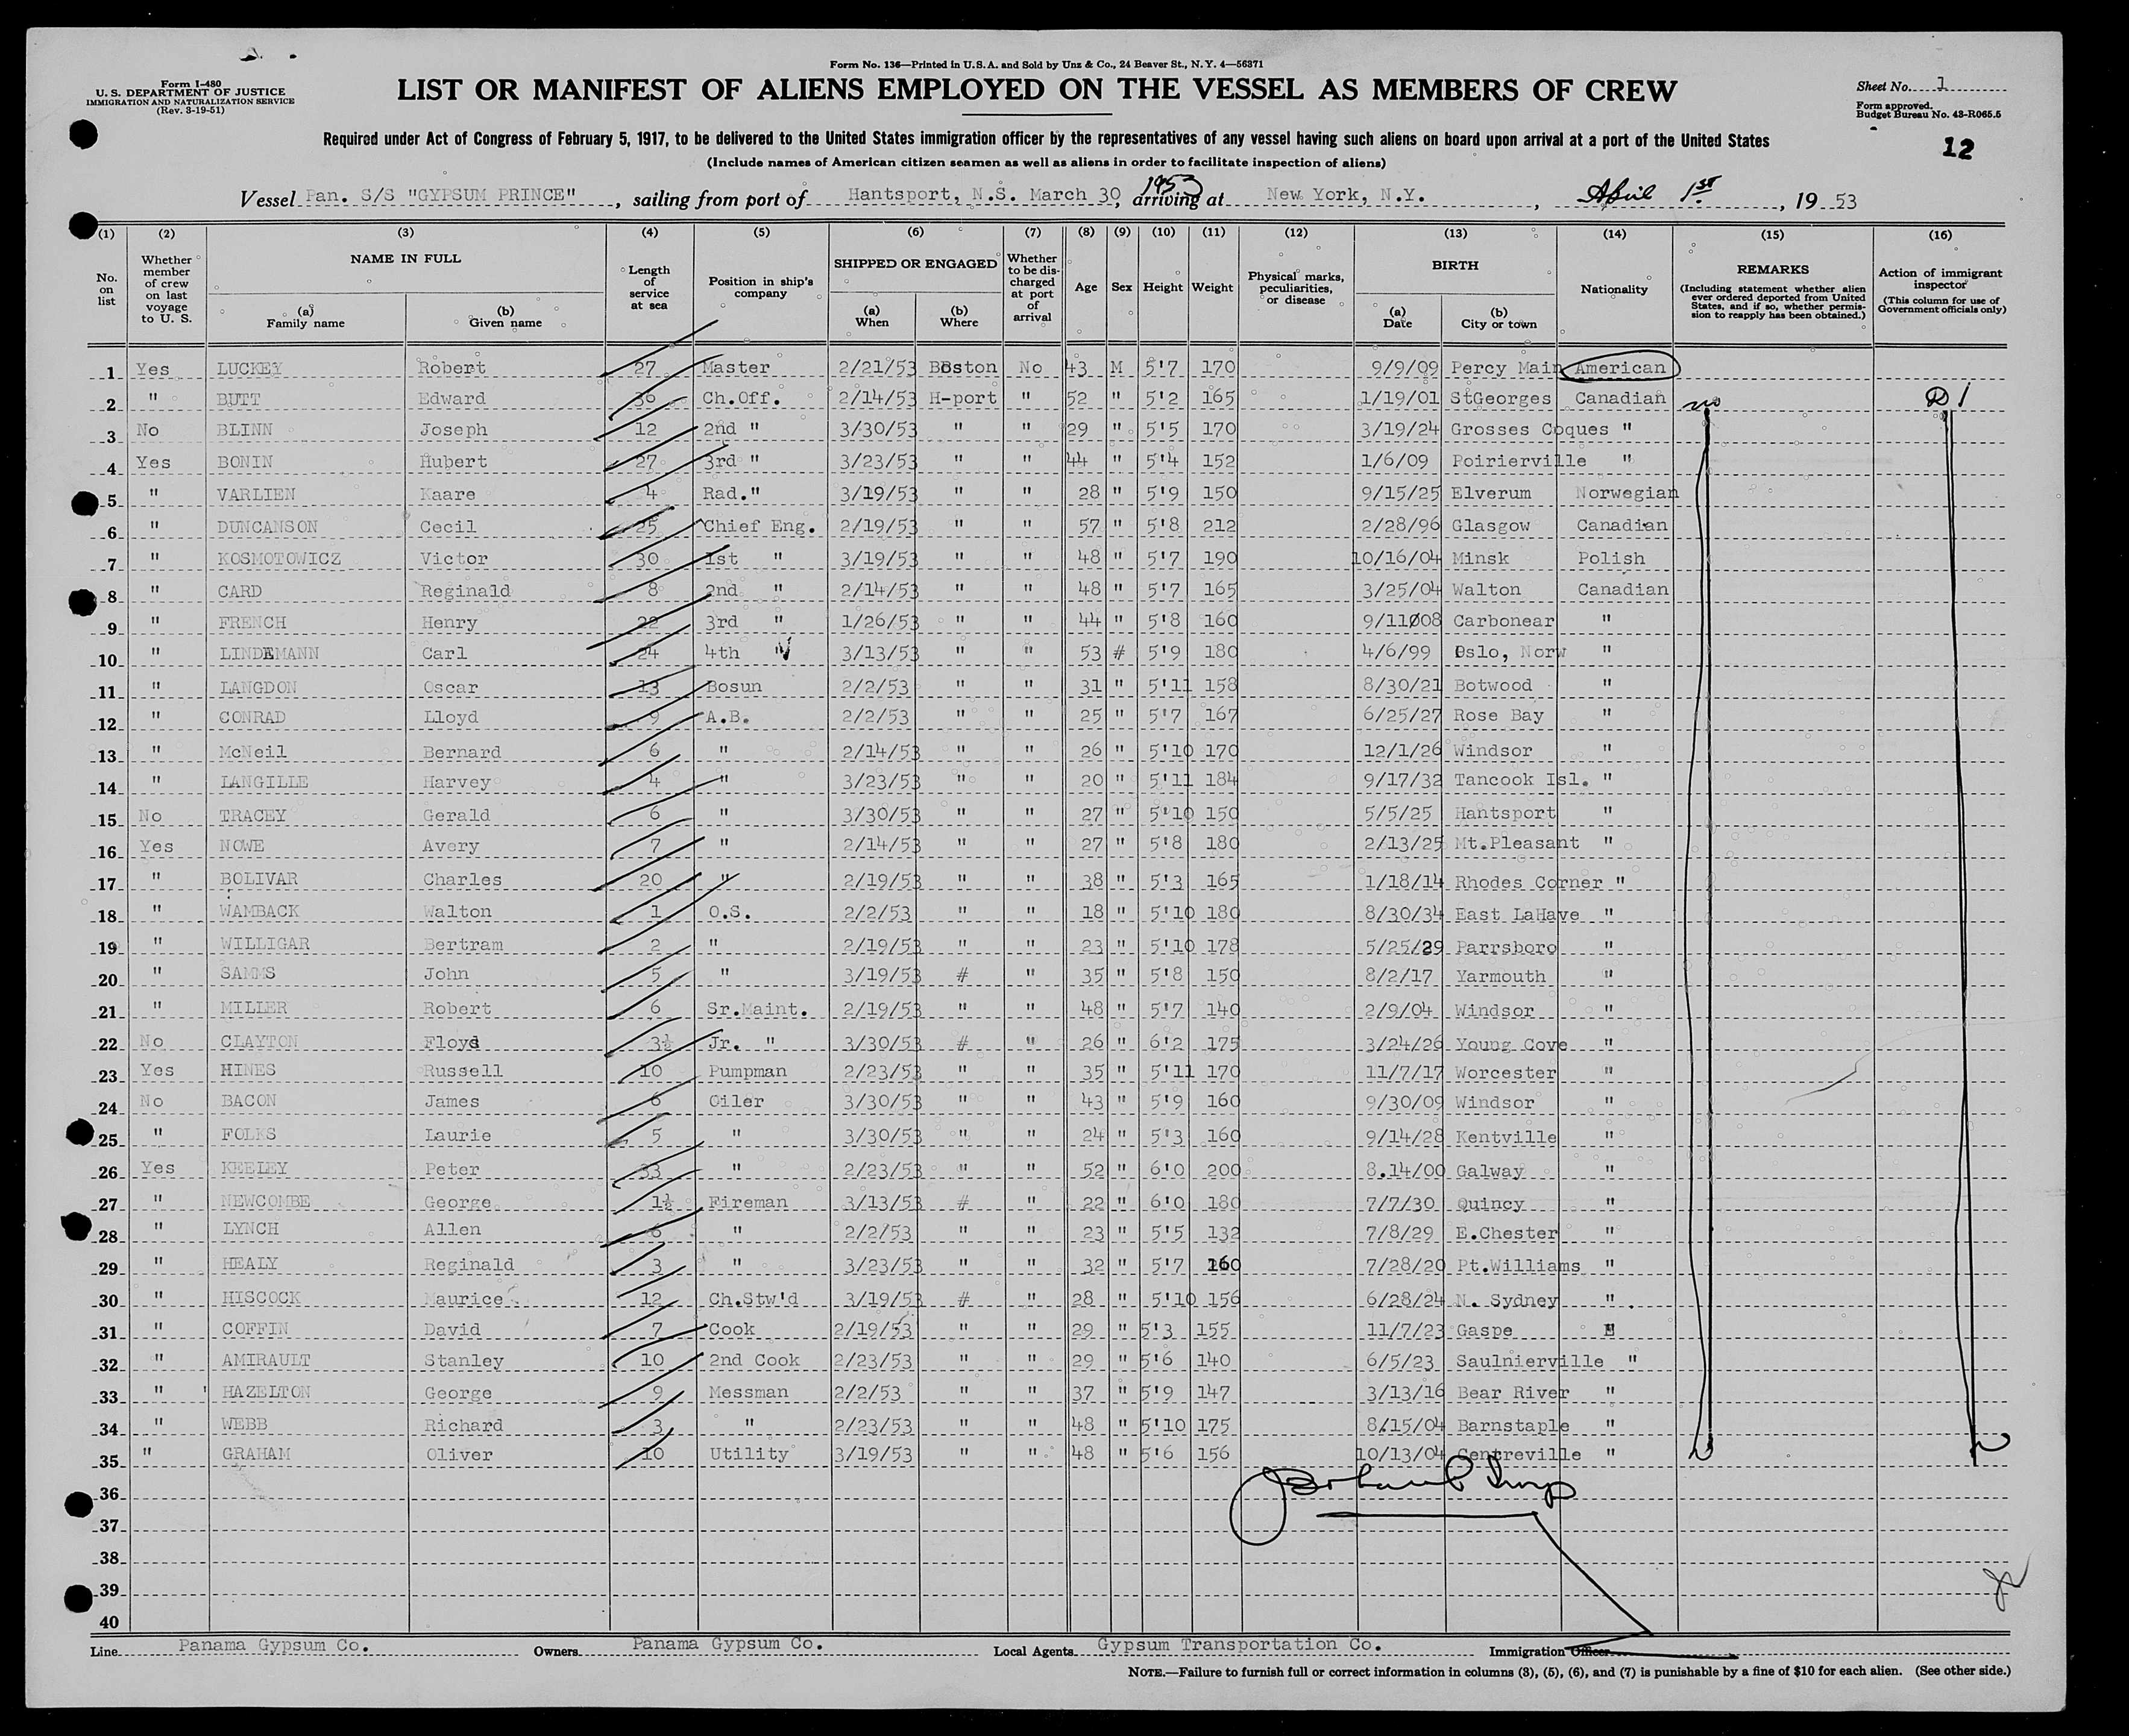 Form I-480
U. S. DEPARTMENT OF JUSTICE
IMMIGRATION AND NATURALIZATION SERVICE
(Rev. 3-19-51)
Form No. 136—Printed in U.S.A. and Sold by Unz & Co., 24 Beaver St., N.Y. 4—56371
LIST OR MANIFEST OF ALIENS EMPLOYED ON THE VESSEL AS MEMBERS OF CREW
Sheet No. 1
Form approved.
Budget Bureau No. 43-R065.5
12
Required under Act of Congress of February 5, 1917, to be delivered to the United States immigration officer by the representatives of any vessel having such aliens on board upon arrival at a port of the United States
(Include names of American citizen seamen as well as aliens in order to facilitate inspection of aliens)
Vessel Pan. S/S "GYPSUM PRINCE", sailing from port of Hantsport, N.S. March 30 1953, arriving at New York, N.Y., April 1st, 19 53
(1) (2) (3) (4) (5) (6) (7) (8) (9) (10) (11) (12) (13) (14) (15) (16)
No. on list
Whether member of crew on last voyage to U. S.
NAME IN FULL
(a) Family name
(b) Given name
Length of service at sea
Position in ship's company
SHIPPED OR ENGAGED
(a) When
(b) Where
Whether to be discharged at port of arrival
Age
Sex
Height
Weight
Physical marks, peculiarities, or disease
BIRTH
(a) Date
(b) City or town
Nationality
REMARKS
(Including statement whether alien ever ordered deported from United States, and if so, whether permission to reapply has been obtained.)
Action of immigrant inspector
(This column for use of Government officials only)
1 Yes LUCKEY Robert 27 Master 2/21/53 Boston No 43 M 5'7 170 9/9/09 Percy Main American
2 " BUTT Edward 36 Ch.Off. 2/14/53 H-port " 52 " 5'2 165 1/19/01 StGeorges Canadian no
3 No BLINN Joseph 12 2nd " 3/30/53 " " 29 " 5'5 170 3/19/24 Grosses Coques "
4 Yes BONIN Hubert 27 3rd " 3/23/53 " " 44 " 5'4 152 1/6/09 Poirierville "
5 " VARLIEN Kaare 4 Rad." 3/19/53 " " 28 " 5'9 150 9/15/25 Elverum Norwegian
6 " DUNCANSON Cecil 25 Chief Eng. 2/19/53 " " 57 " 5'8 212 2/28/96 Glasgow Canadian
7 " KOSMOTOWICZ Victor 30 1st " 3/19/53 " " 48 " 5'7 190 10/16/04 Minsk Polish
8 " CARD Reginald 8 2nd " 2/14/53 " " 48 " 5'7 165 3/25/04 Walton Canadian
9 " FRENCH Henry 22 3rd " 1/26/53 " " 44 " 5'8 160 9/11/08 Carbonear "
10 " LINDEMANN Carl 24 4th " 3/13/53 " " 53 # 5'9 180 4/6/99 Oslo, Norw "
11 " LANGDON Oscar 13 Bosun 2/2/53 " " 31 " 5'11 158 8/30/21 Botwood "
12 " CONRAD Lloyd 9 A.B. 2/2/53 " " 25 " 5'7 167 6/25/27 Rose Bay "
13 " McNeil Bernard 6 " 2/14/53 " " 26 " 5'10 170 12/1/26 Windsor "
14 " LANGILLE Harvey 4 " 3/23/53 " " 20 " 5'11 184 9/17/32 Tancook Isl. "
15 No TRACEY Gerald 6 " 3/30/53 " " 27 " 5'10 150 5/5/25 Hantsport "
16 Yes NOWE Avery 7 " 2/14/53 " " 27 " 5'8 180 2/13/25 Mt.Pleasant "
17 " BOLIVAR Charles 20 " 2/19/53 " " 38 " 5'3 165 1/18/14 Rhodes Corner "
18 " WAMBACK Walton 1 O.S. 2/2/53 " " 18 " 5'10 180 8/30/34 East LaHave "
19 " WILLIGAR Bertram 2 " 2/19/53 " " 23 " 5'10 178 5/25/29 Parrsboro "
20 " SAMMS John 5 " 3/19/53 # " 35 " 5'8 150 8/2/17 Yarmouth "
21 " MILLER Robert 6 Sr.Maint. 2/19/53 " " 48 " 5'7 140 2/9/04 Windsor "
22 No CLAYTON Floyd 3½ Jr. " 3/30/53 # " 26 " 6'2 175 3/24/26 Young Cove "
23 Yes HINES Russell 10 Pumpman 2/23/53 " " 35 " 5'11 170 11/7/17 Worcester "
24 No BACON James 6 Oiler 3/30/53 " " 43 " 5'9 160 9/30/09 Windsor "
25 " FOLKS Laurie 5 " 3/30/53 " " 24 " 5'3 160 9/14/28 Kentville "
26 Yes KEELEY Peter 33 " 2/23/53 " " 52 " 6'0 200 8.14/00 Galway "
27 " NEWCOMBE George 1½ Fireman 3/13/53 # " 22 " 6'0 180 7/7/30 Quincy "
28 " LYNCH Allen 6 " 2/2/53 " " 23 " 5'5 132 7/8/29 E.Chester "
29 " HEALY Reginald 3 " 3/23/53 " " 32 " 5'7 160 7/28/20 Pt.Williams "
30 " HISCOCK Maurice 12 Ch.Stw'd 3/19/53 # " 28 " 5'10 156 6/28/24 N. Sydney "
31 " COFFIN David 7 Cook 2/19/53 " " 29 " 5'3 155 11/7/23 Gaspe "
32 " AMIRAULT Stanley 10 2nd Cook 2/23/53 " " 29 " 5'6 140 6/5/23 Saulnierville "
33 " HAZELTON George 9 Messman 2/2/53 " " 37 " 5'9 147 3/13/16 Bear River "
34 " WEBB Richard 3 " 2/23/53 " " 48 " 5'10 175 8/15/04 Barnstaple "
35 " GRAHAM Oliver 10 Utility 3/19/53 " " 48 " 5'6 156 10/13/04 Centreville "
36
37
38
39
40
Line Panama Gypsum Co. Owners Panama Gypsum Co. Local Agents Gypsum Transportation Co. Immigration Officer
NOTE.—Failure to furnish full or correct information in columns (3), (5), (6), and (7) is punishable by a fine of $10 for each alien. (See other side.)